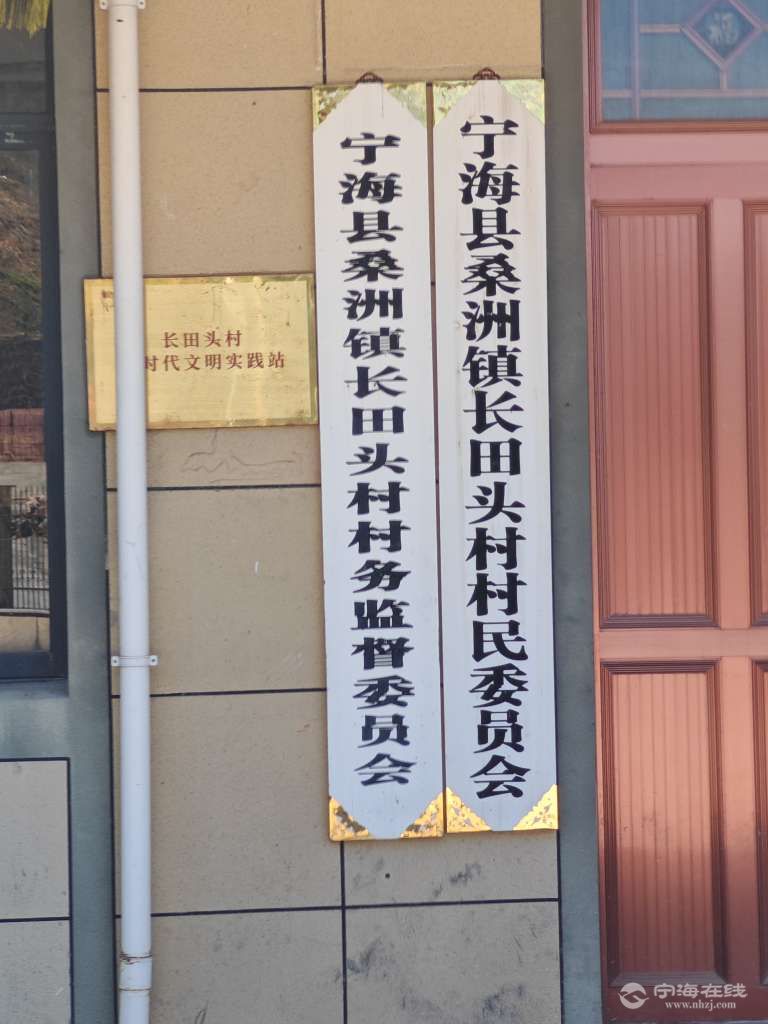 福
宁海县桑洲镇长田头村村民委员会
宁海县桑洲镇长田头村村务监督委员会
长田头村
时代文明实践站
宁海在线
www.nhzj.com